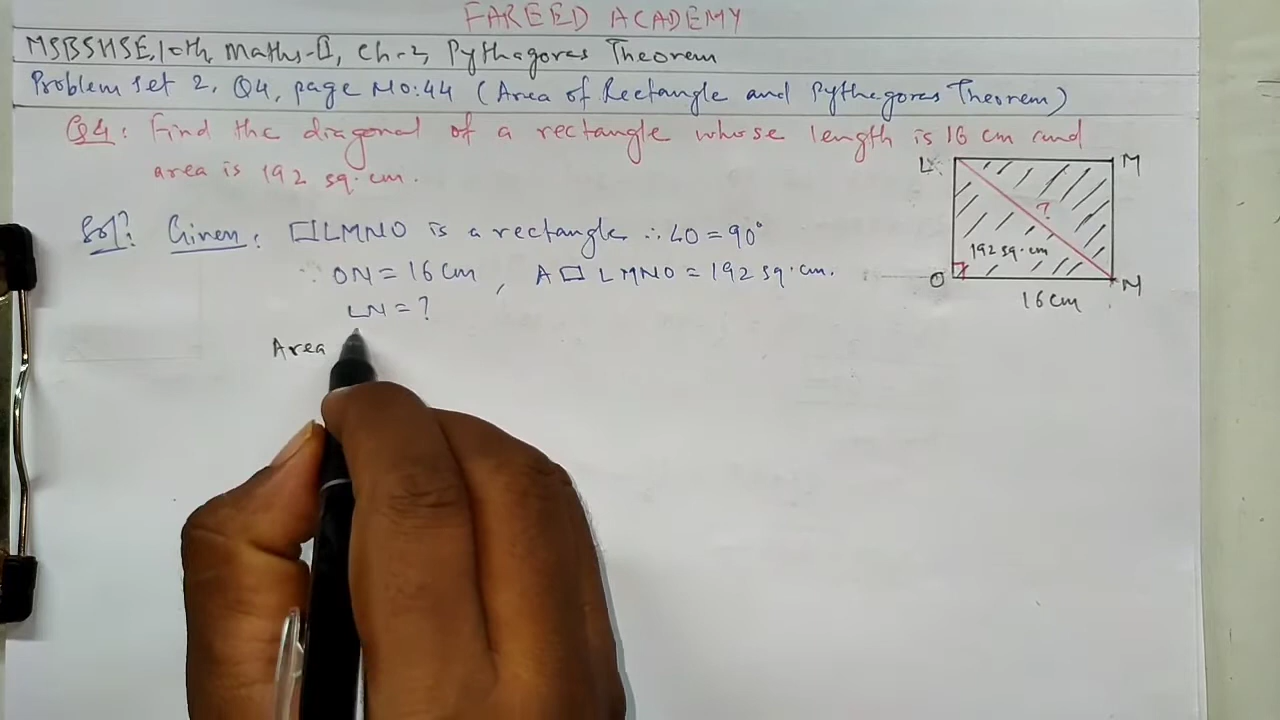 FAREED ACADEMY
MSBSHSE, 10th, Maths-II, Ch-2, Pythagores Theorem
Problem set 2, Q4, page No:44 (Area of Rectangle and Pythagores Theorem)
Q4: Find the diagonal of a rectangle whose length is 16 cm and
area is 192 sq.cm.
Soln: Given: □LMNO is a rectangle ∴ ∠O = 90°
ON = 16 cm, A □ LMNO = 192 sq.cm.
LN = ?
Area
L M
?
192 sq.cm
O N
16 cm